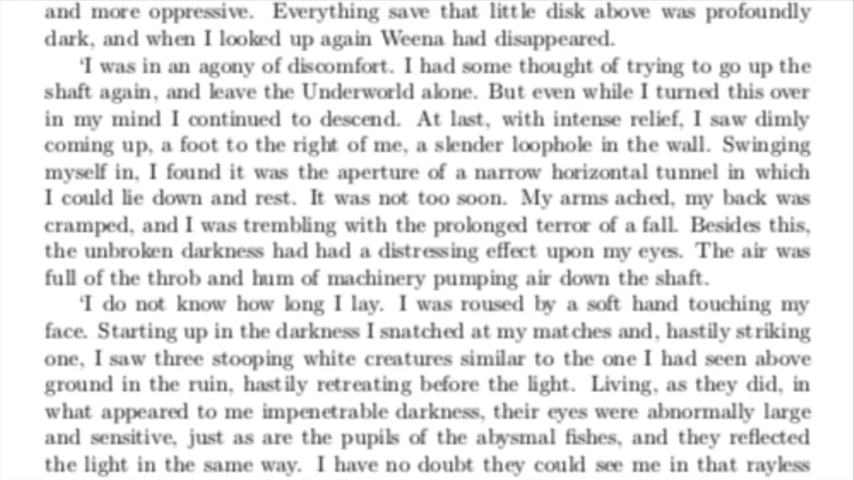 and more oppressive. Everything save that little disk above was profoundly
dark, and when I looked up again Weena had disappeared.
‘I was in an agony of discomfort. I had some thought of trying to go up the
shaft again, and leave the Underworld alone. But even while I turned this over
in my mind I continued to descend. At last, with intense relief, I saw dimly
coming up, a foot to the right of me, a slender loophole in the wall. Swinging
myself in, I found it was the aperture of a narrow horizontal tunnel in which
I could lie down and rest. It was not too soon. My arms ached, my back was
cramped, and I was trembling with the prolonged terror of a fall. Besides this,
the unbroken darkness had had a distressing effect upon my eyes. The air was
full of the throb and hum of machinery pumping air down the shaft.
‘I do not know how long I lay. I was roused by a soft hand touching my
face. Starting up in the darkness I snatched at my matches and, hastily striking
one, I saw three stooping white creatures similar to the one I had seen above
ground in the ruin, hastily retreating before the light. Living, as they did, in
what appeared to me impenetrable darkness, their eyes were abnormally large
and sensitive, just as are the pupils of the abysmal fishes, and they reflected
the light in the same way. I have no doubt they could see me in that rayless